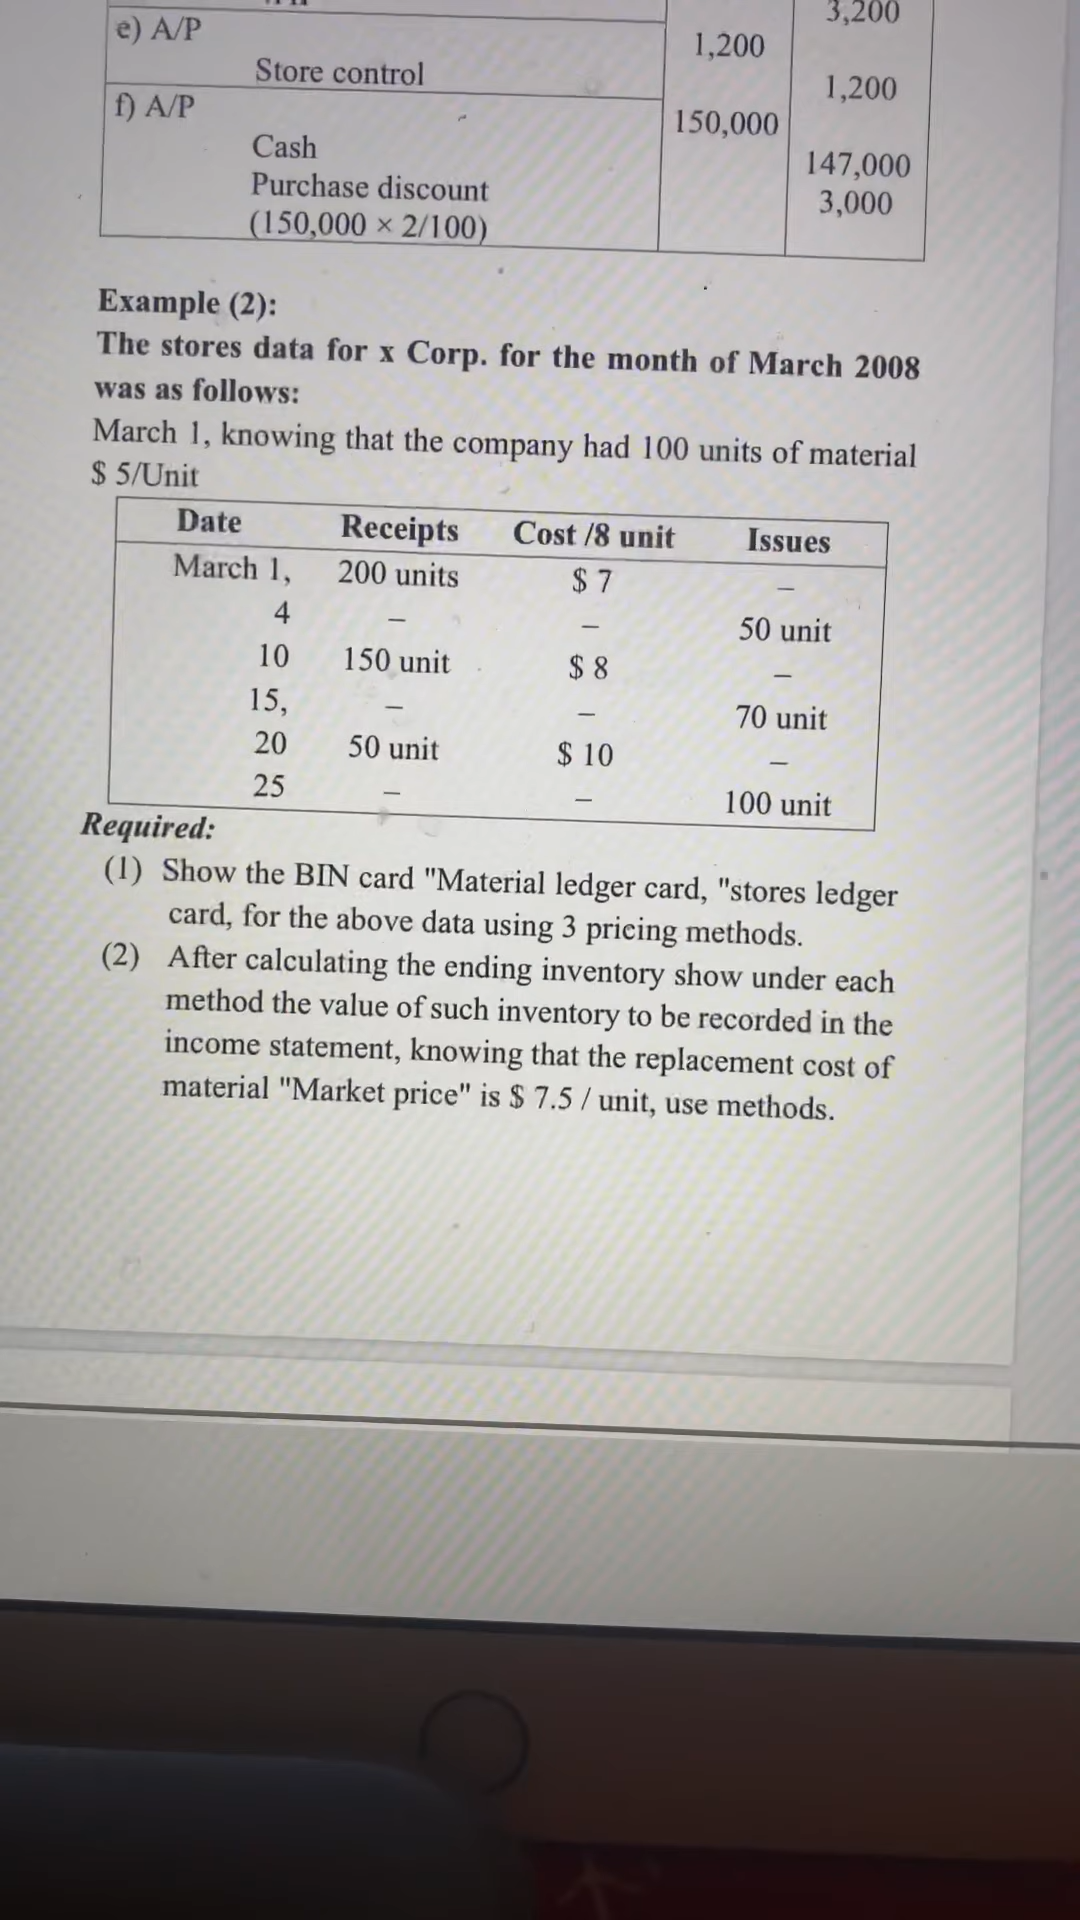 3,200
e) A/P 1,200
Store control 1,200
f) A/P 150,000
Cash 147,000
Purchase discount 3,000
(150,000 × 2/100)
Example (2):
The stores data for x Corp. for the month of March 2008
was as follows:
March 1, knowing that the company had 100 units of material
$ 5/Unit
Date Receipts Cost /8 unit Issues
March 1, 200 units $ 7 –
4 – – 50 unit
10 150 unit $ 8 –
15, – – 70 unit
20 50 unit $ 10 –
25 – – 100 unit
Required:
(1) Show the BIN card "Material ledger card, "stores ledger
card, for the above data using 3 pricing methods.
(2) After calculating the ending inventory show under each
method the value of such inventory to be recorded in the
income statement, knowing that the replacement cost of
material "Market price" is $ 7.5 / unit, use methods.